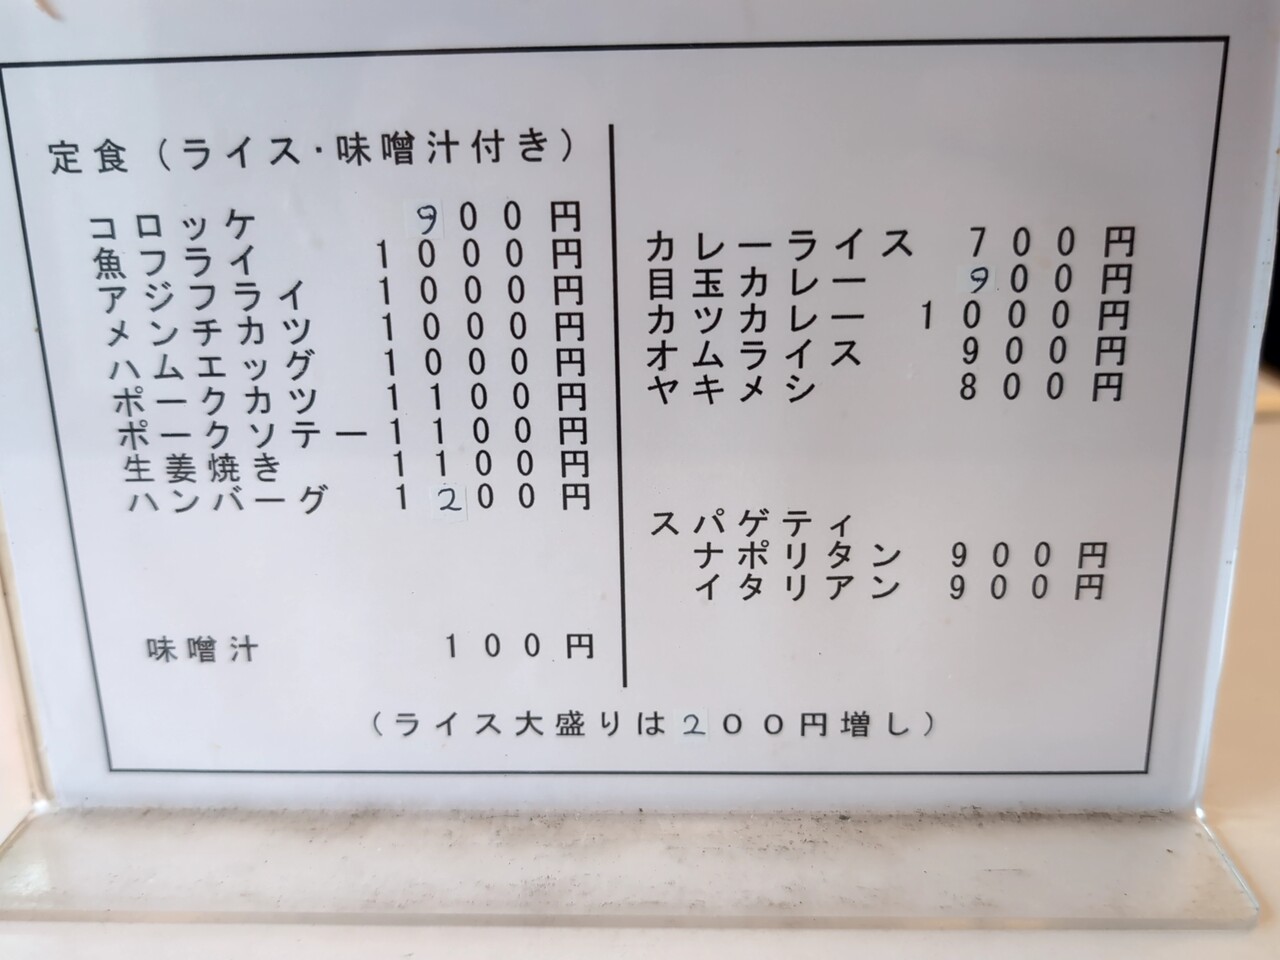 定食（ライス・味噌汁付き）
コロッケ 900円
魚フライ 1000円
アジフライ 1000円
メンチカツ 1000円
ハムエッグ 1000円
ポークカツ 1100円
ポークソテー 1100円
生姜焼き 1100円
ハンバーグ 1200円
味噌汁 100円
カレーライス 700円
目玉カレー 900円
カツカレー 1000円
オムライス 900円
ヤキメシ 800円
スパゲティ
ナポリタン 900円
イタリアン 900円
（ライス大盛りは200円増し）